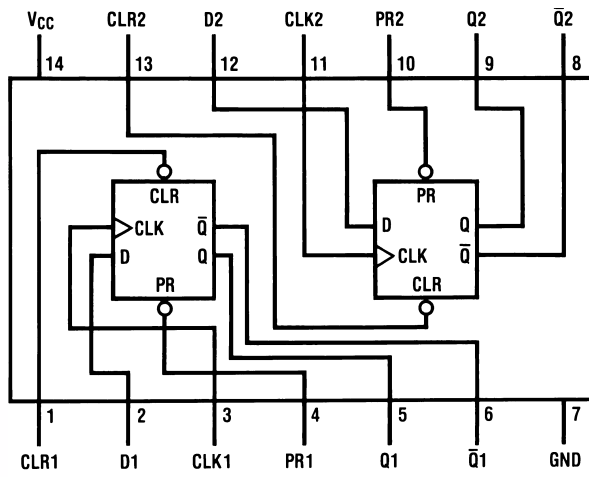 VCC CLR2 D2 CLK2 PR2 Q2 Q̅2
14 13 12 11 10 9 8
CLR PR
CLK Q̅ D Q
D Q CLK Q̅
PR CLR
1 2 3 4 5 6 7
CLR1 D1 CLK1 PR1 Q1 Q̅1 GND